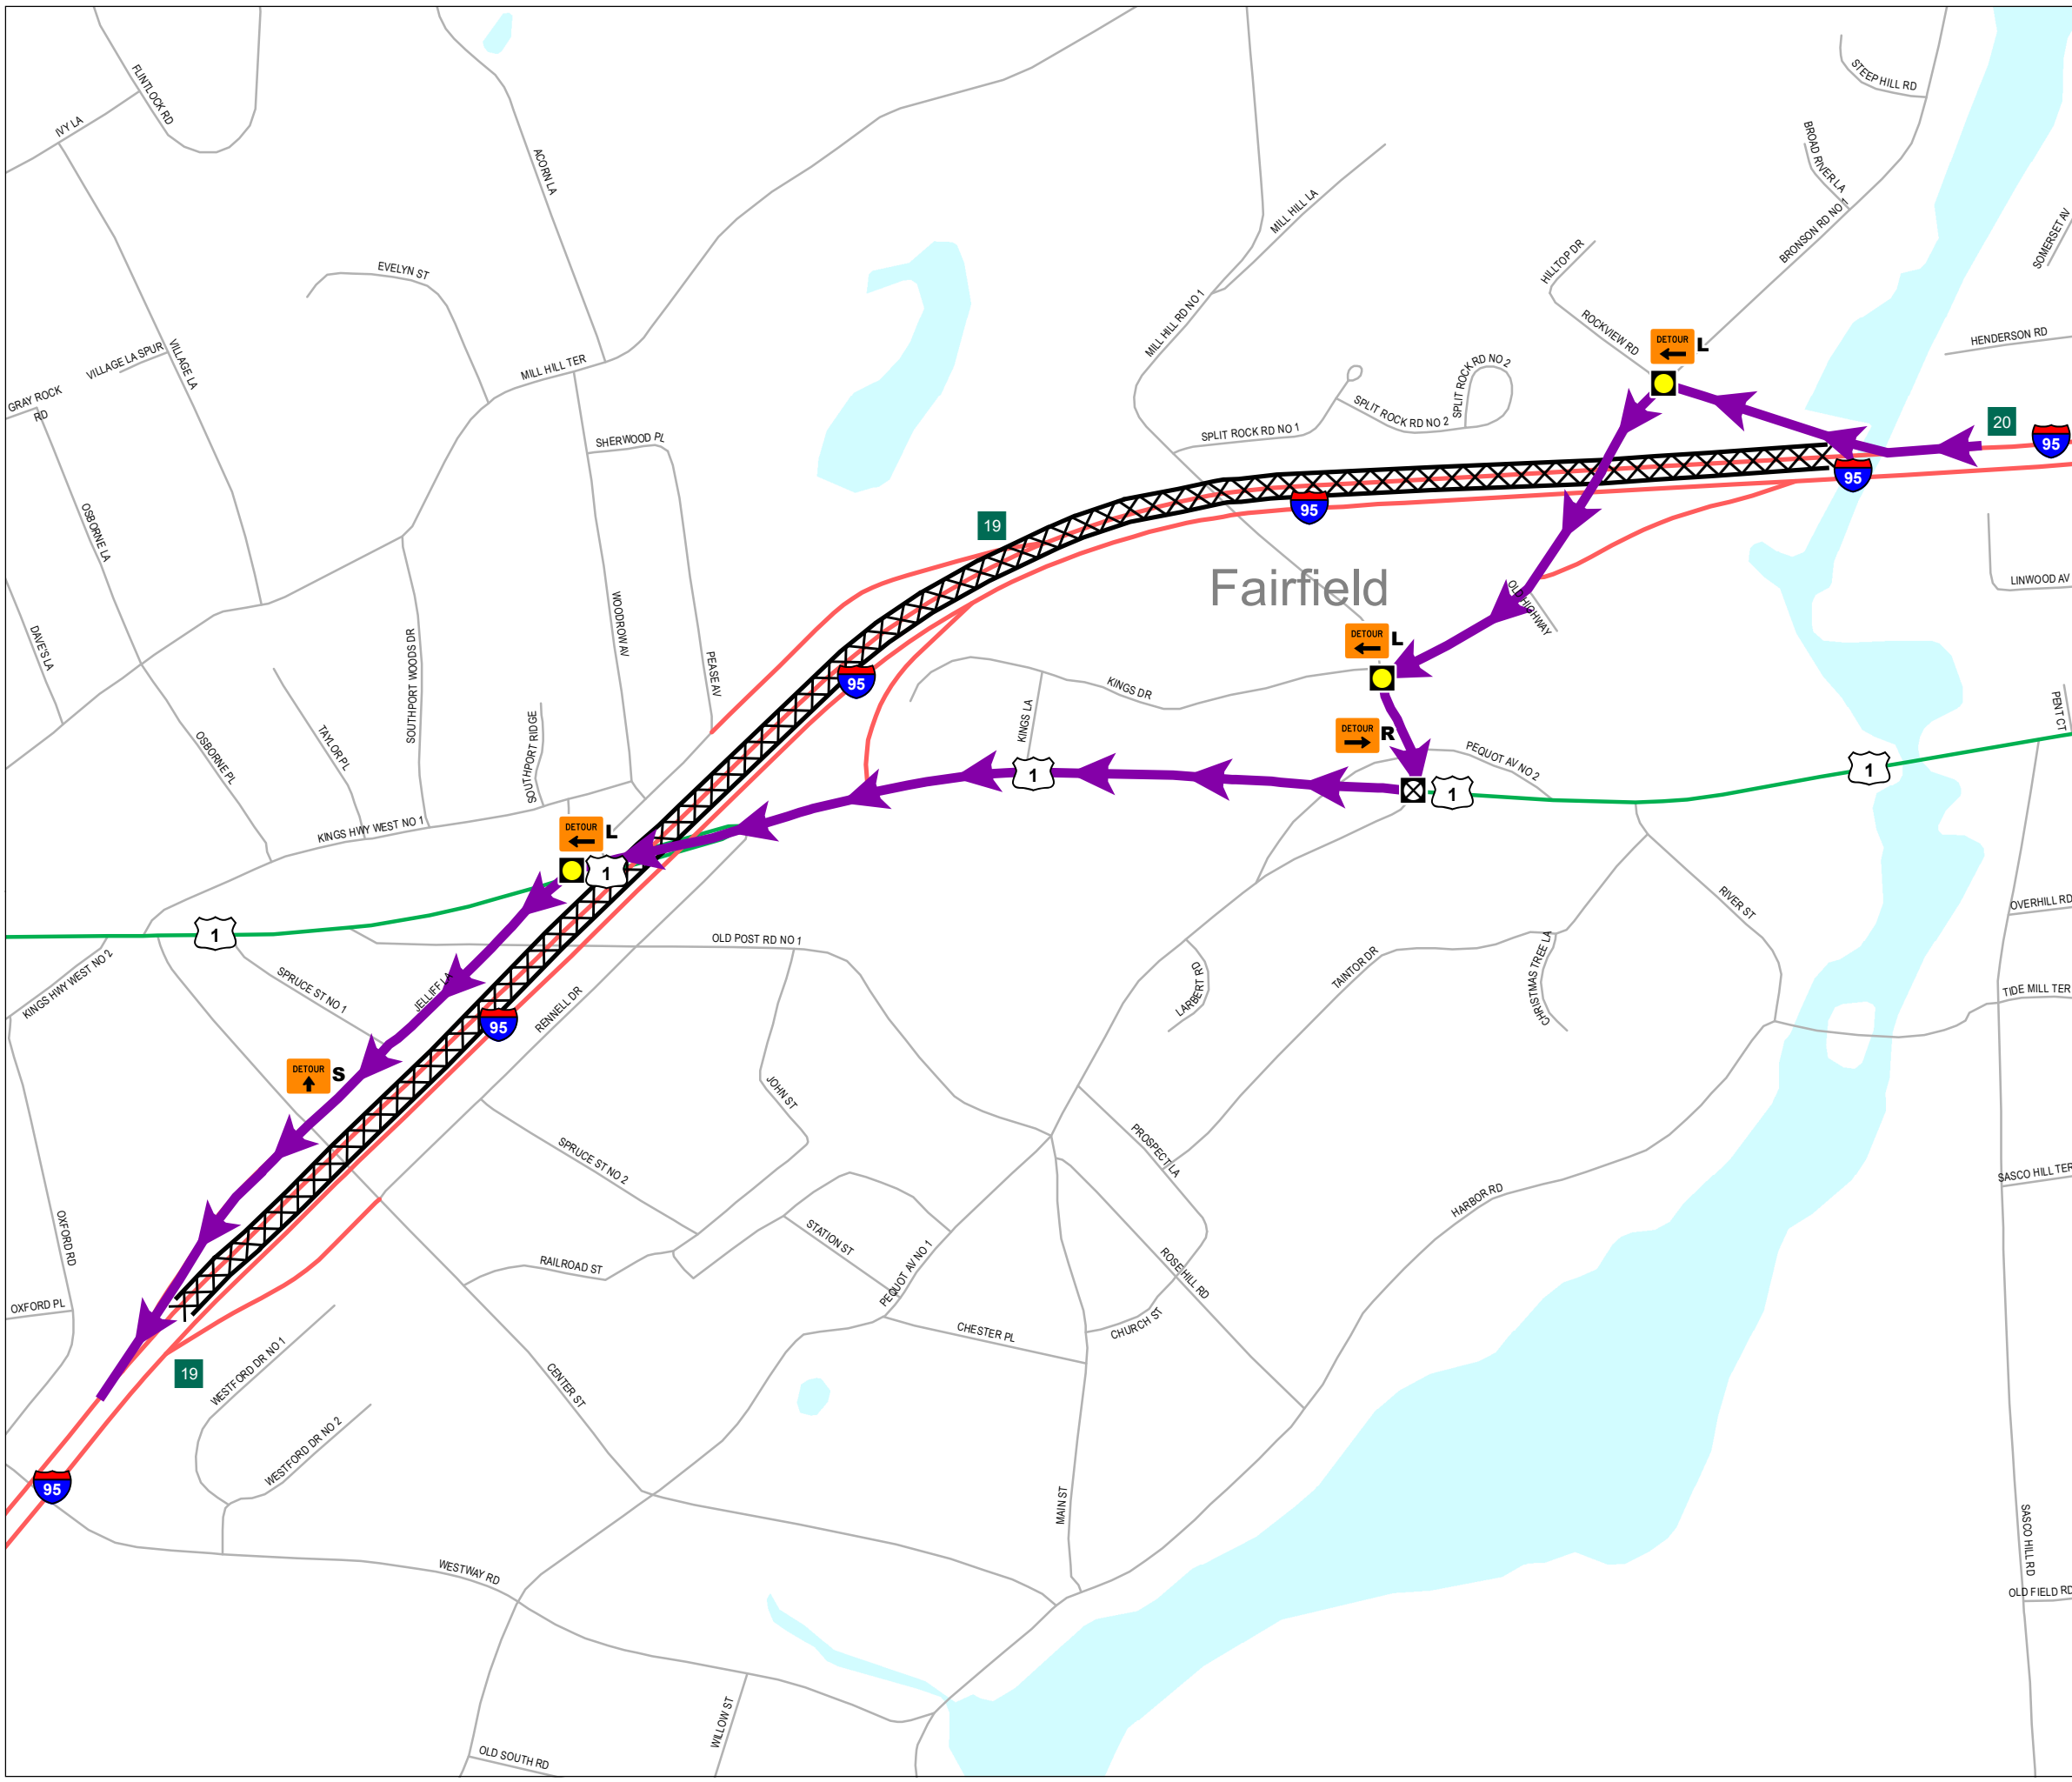 STEEP HILL RD
FLINTLOCK RD
IVY LA
BROAD RIVER LA
ACORN LA
MILL HILL LA
BRONSON RD NO 1
SOMERSET AV
HILLTOP DR
EVELYN ST
MILL HILL RD NO 1
ROCKVIEW RD
HENDERSON RD
DETOUR
L
VILLAGE LA SPUR
VILLAGE LA
MILL HILL TER
SPLIT ROCK RD NO 2
GRAY ROCK
RD
SPLIT ROCK RD NO 2
20
SPLIT ROCK RD NO 1
SHERWOOD PL
95
95
95
19
OSBORNE LA
Fairfield
LINWOOD AV
OLD HIGHWAY
WOODROW AV
DAVE'S LA
SOUTHPORT WOODS DR
DETOUR
L
PEASE AV
95
KINGS DR
PENT CT
KINGS LA
DETOUR
R
TAYLOR PL
OSBORNE PL
SOUTHPORT RIDGE
PEQUOT AV NO 2
1
1
1
KINGS HWY WEST NO 1
DETOUR
L
1
RIVER ST
OVERHILL RD
1
OLD POST RD NO 1
KINGS HWY WEST NO 2
SPRUCE ST NO 1
JELLIFF LA
TAINTOR DR
CHRISTMAS TREE LA
LARBERT RD
TIDE MILL TER
RENNELL DR
95
DETOUR
S
JOHN ST
SPRUCE ST NO 2
PROSPECT LA
SASCO HILL TER
HARBOR RD
OXFORD RD
STATION ST
RAILROAD ST
PEQUOT AV NO 1
ROSE HILL RD
OXFORD PL
CHESTER PL
CHURCH ST
19
WESTFORD DR NO 1
CENTER ST
WESTFORD DR NO 2
95
MAIN ST
SASCO HILL RD
WESTWAY RD
OLD FIELD RD
WILLOW ST
OLD SOUTH RD